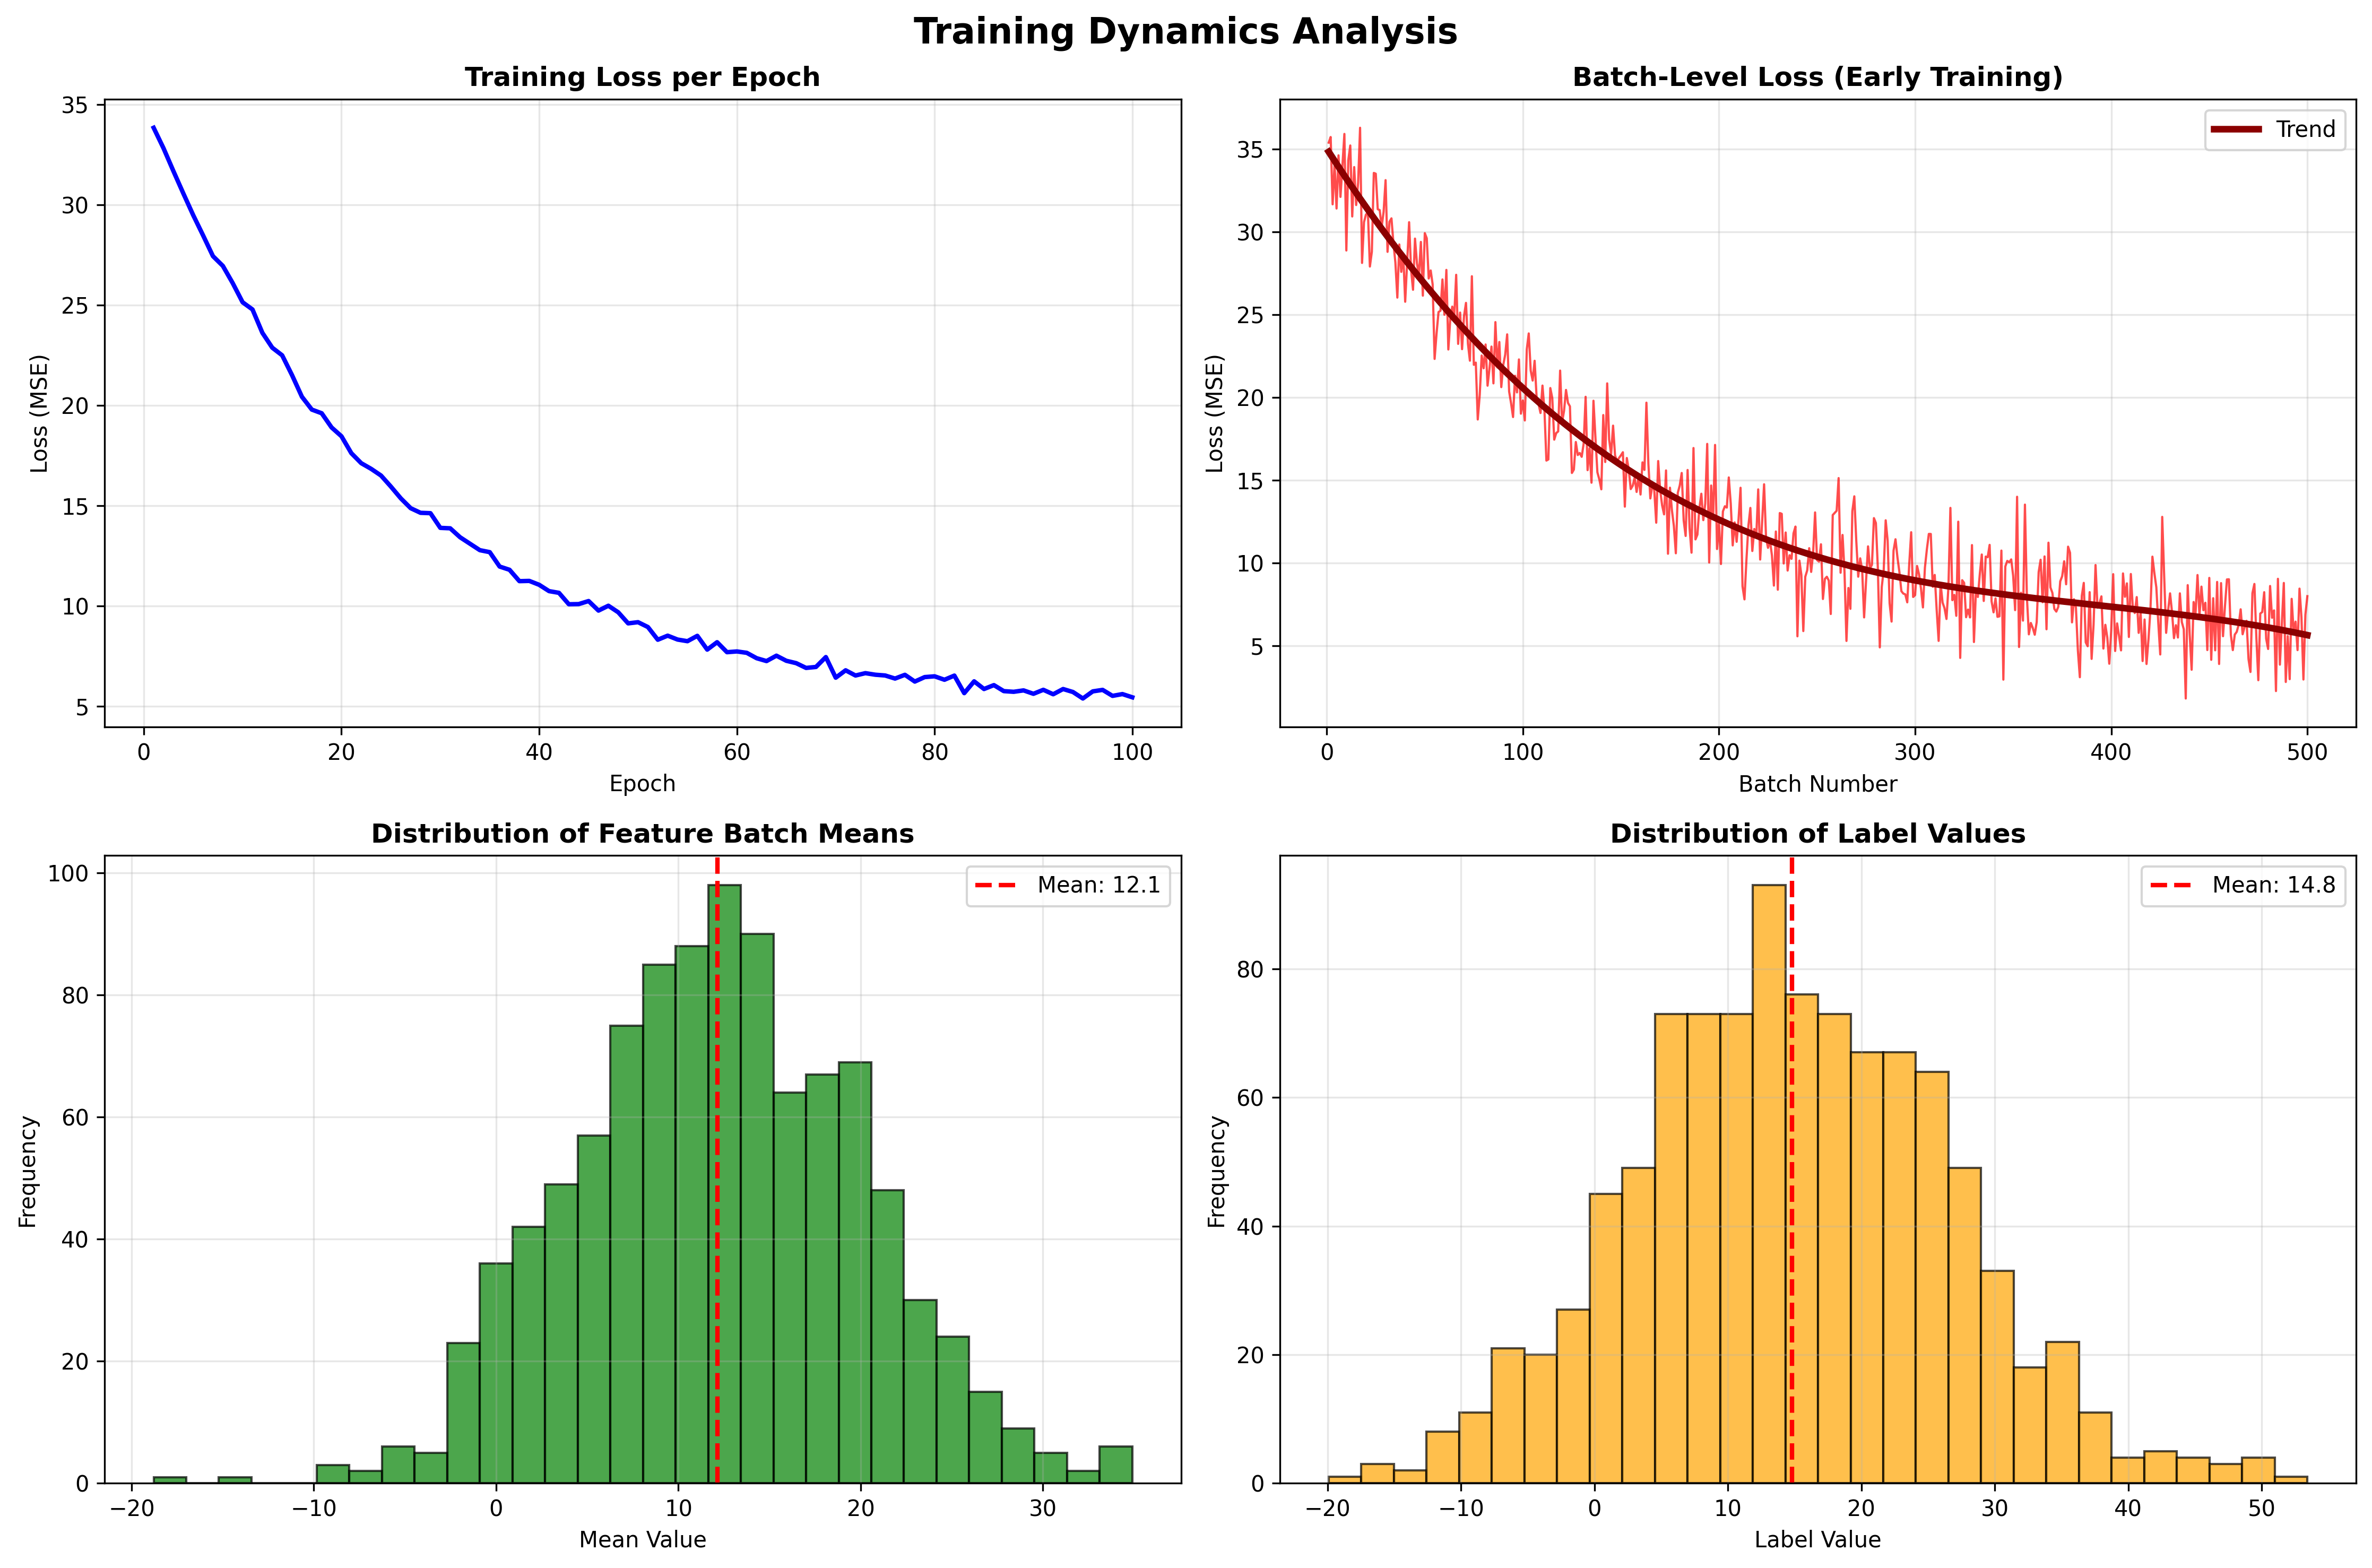 Training Dynamics Analysis
Training Loss per Epoch
35
30
25
20
15
10
5
Loss (MSE)
0 20 40 60 80 100
Epoch
Batch-Level Loss (Early Training)
Trend
35
30
25
20
15
10
5
Loss (MSE)
0 100 200 300 400 500
Batch Number
Distribution of Feature Batch Means
Mean: 12.1
100
80
60
40
20
0
Frequency
−20 −10 0 10 20 30
Mean Value
Distribution of Label Values
Mean: 14.8
80
60
40
20
0
Frequency
−20 −10 0 10 20 30 40 50
Label Value